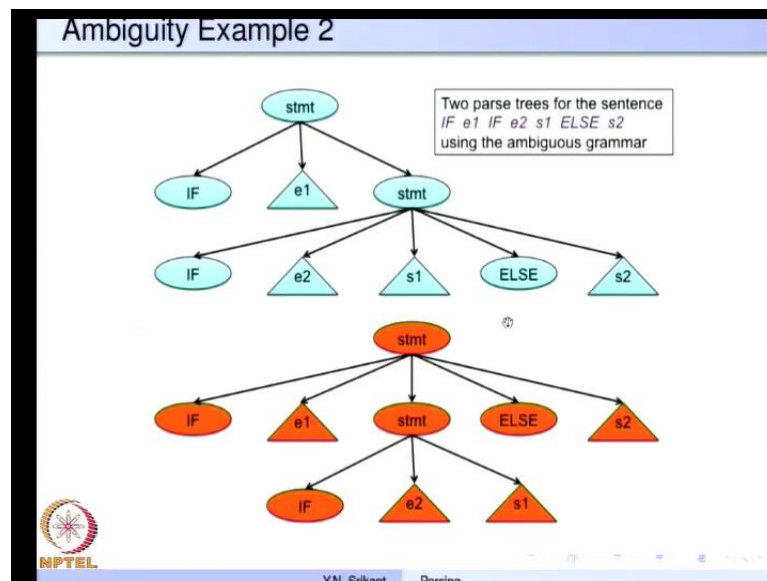 Ambiguity Example 2
Two parse trees for the sentence
IF e1 IF e2 s1 ELSE s2
using the ambiguous grammar
stmt
IF e1 stmt
IF e2 s1 ELSE s2
stmt
IF e1 stmt ELSE s2
IF e2 s1
NPTEL
Y.N. Srikant Parsing